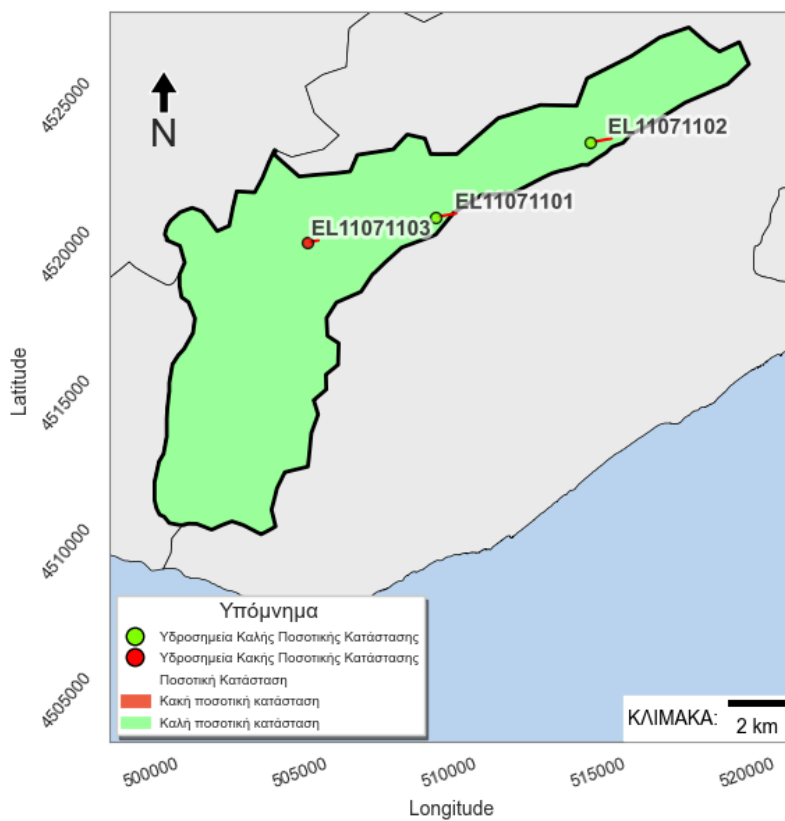 4525000
N
EL11071102
EL11071101
EL11071103
4520000
Latitude
4515000
4510000
4505000
Υπόμνημα
Υδροσημεία Καλής Ποσοτικής Κατάστασης
Υδροσημεία Κακής Ποσοτικής Κατάστασης
Ποσοτική Κατάσταση
Κακή ποσοτική κατάσταση
Καλή ποσοτική κατάσταση
ΚΛΙΜΑΚΑ:
2 km
500000
505000
510000
515000
520000
Longitude